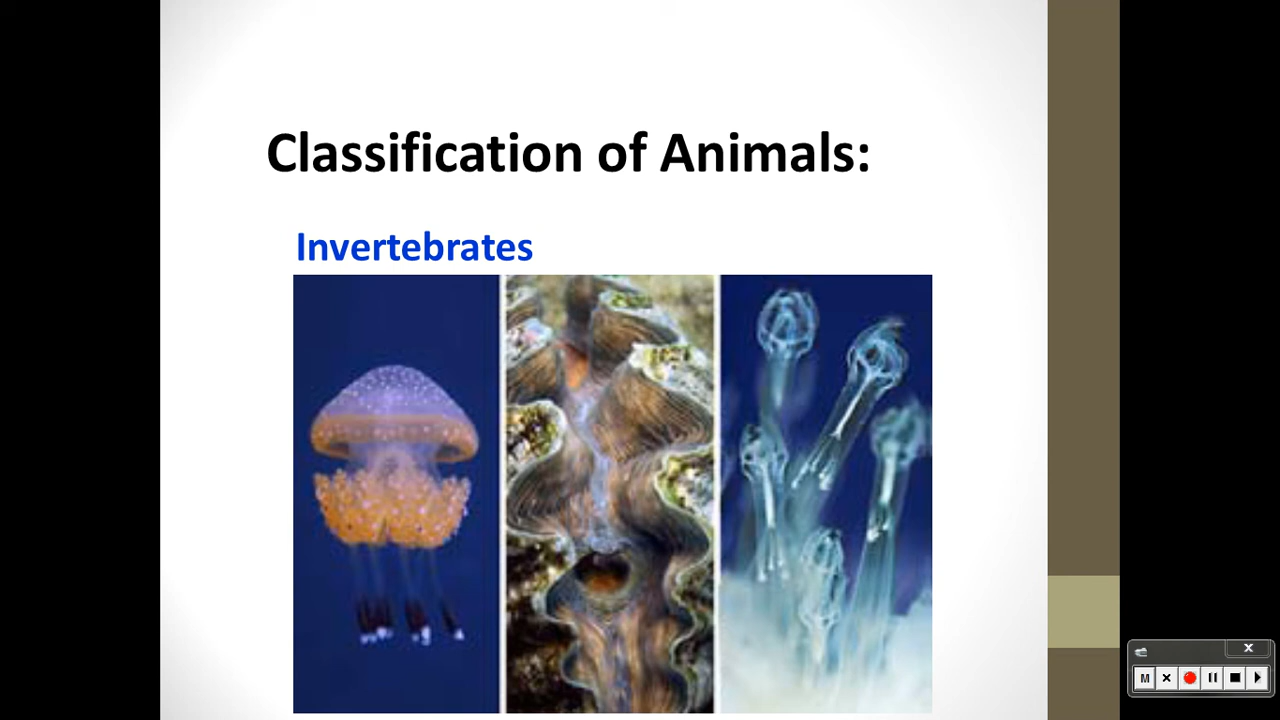 Classification of Animals:
Invertebrates
X
M